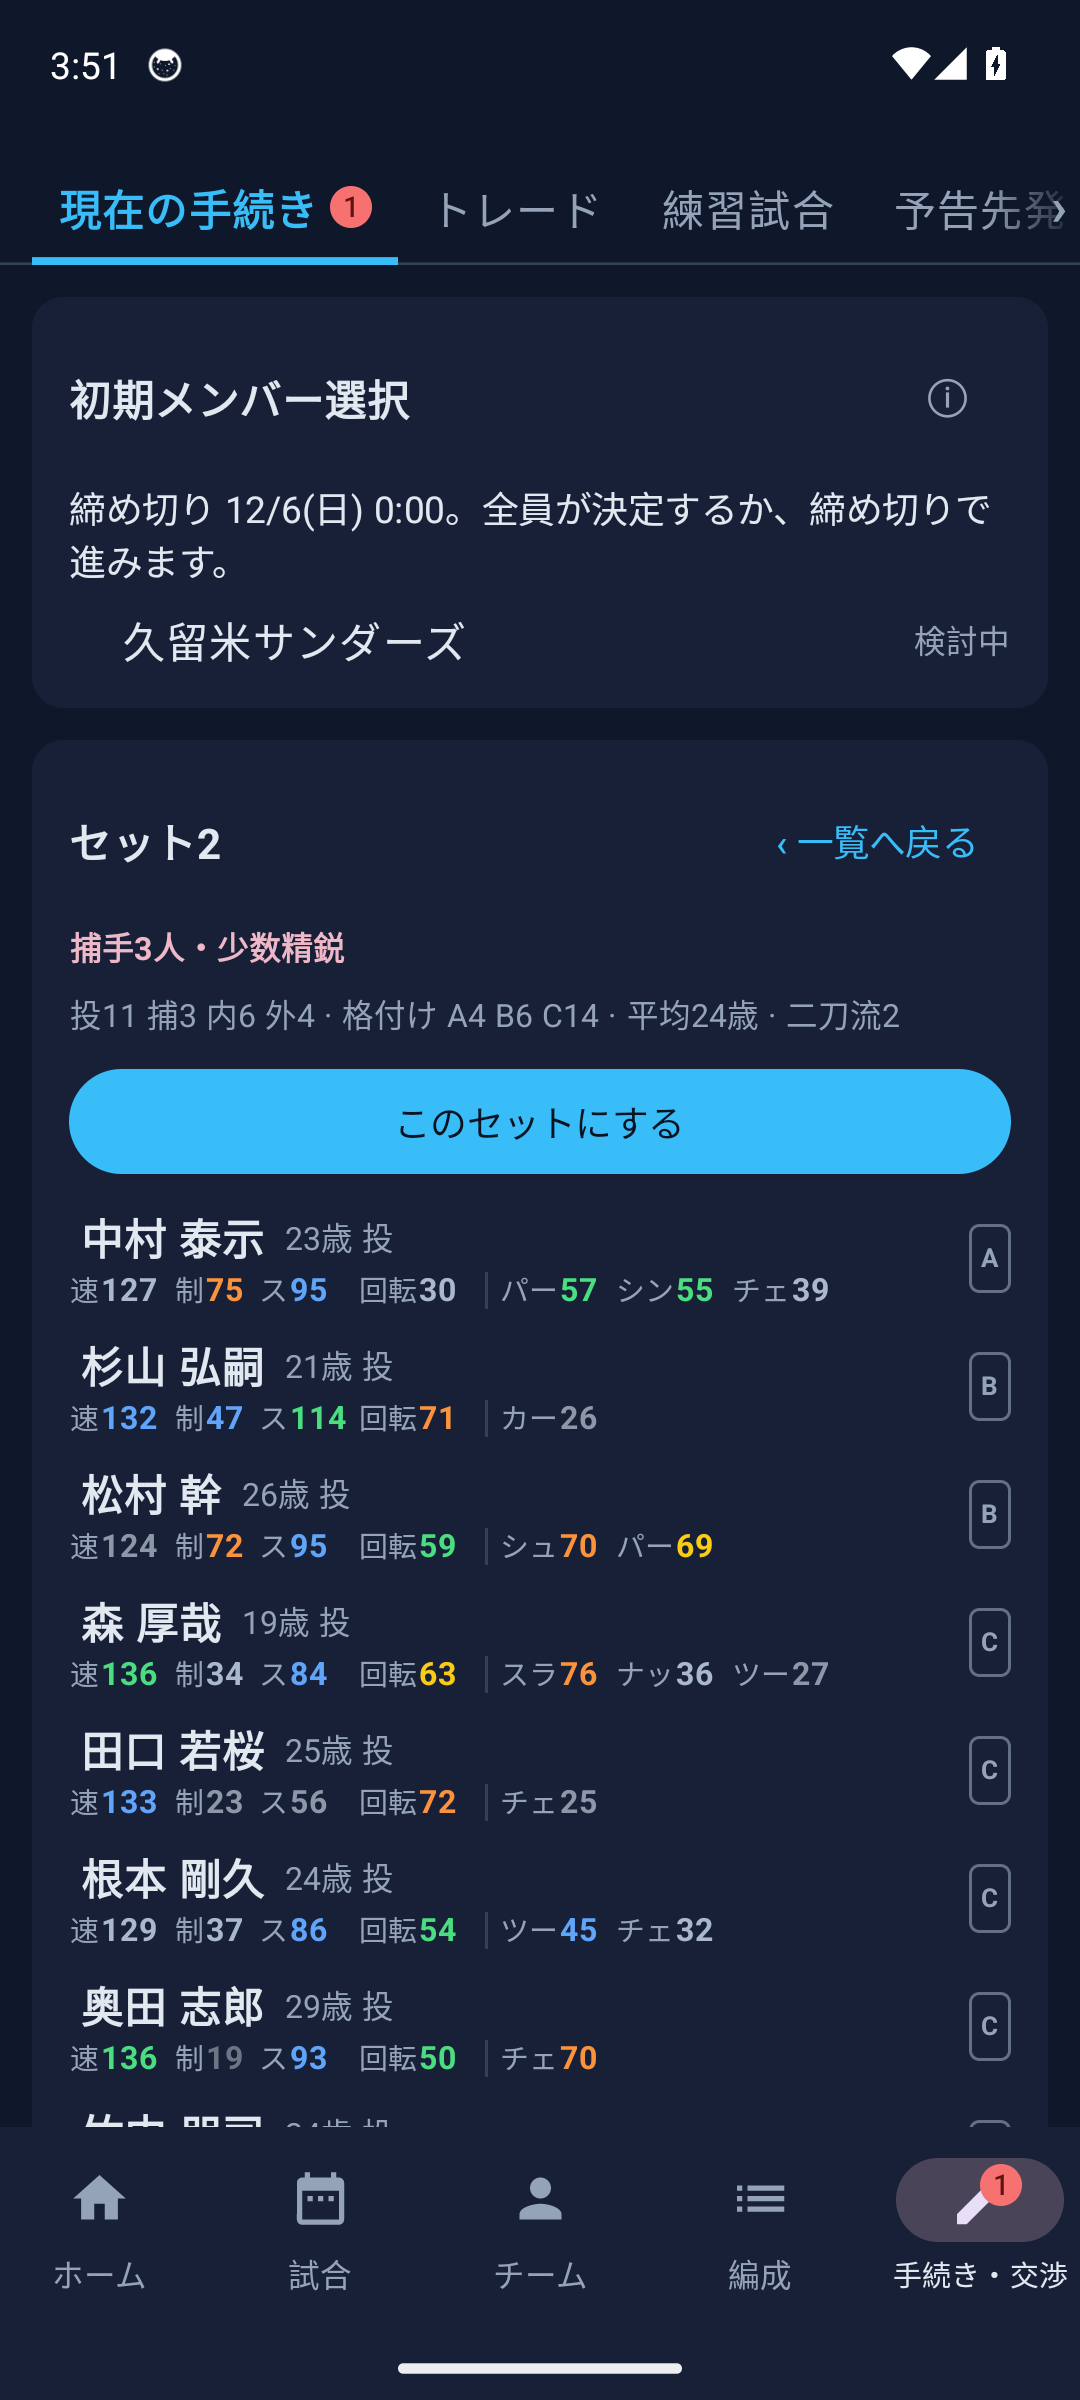 3:51
現在の手続き 1 トレード 練習試合 予告先発 ›
初期メンバー選択
締め切り 12/6(日) 0:00。全員が決定するか、締め切りで
進みます。
久留米サンダーズ 検討中
セット2 ‹ 一覧へ戻る
捕手3人・少数精鋭
投11 捕3 内6 外4 · 格付け A4 B6 C14 · 平均24歳 · 二刀流2
このセットにする
中村 泰示 23歳 投 A
速127 制75 ス95 回転30 パー57 シン55 チェ39
杉山 弘嗣 21歳 投 B
速132 制47 ス114 回転71 カー26
松村 幹 26歳 投 B
速124 制72 ス95 回転59 シュ70 パー69
森 厚哉 19歳 投 C
速136 制34 ス84 回転63 スラ76 ナッ36 ツー27
田口 若桜 25歳 投 C
速133 制23 ス56 回転72 チェ25
根本 剛久 24歳 投 C
速129 制37 ス86 回転54 ツー45 チェ32
奥田 志郎 29歳 投 C
速136 制19 ス93 回転50 チェ70
1
ホーム 試合 チーム 編成 手続き・交渉